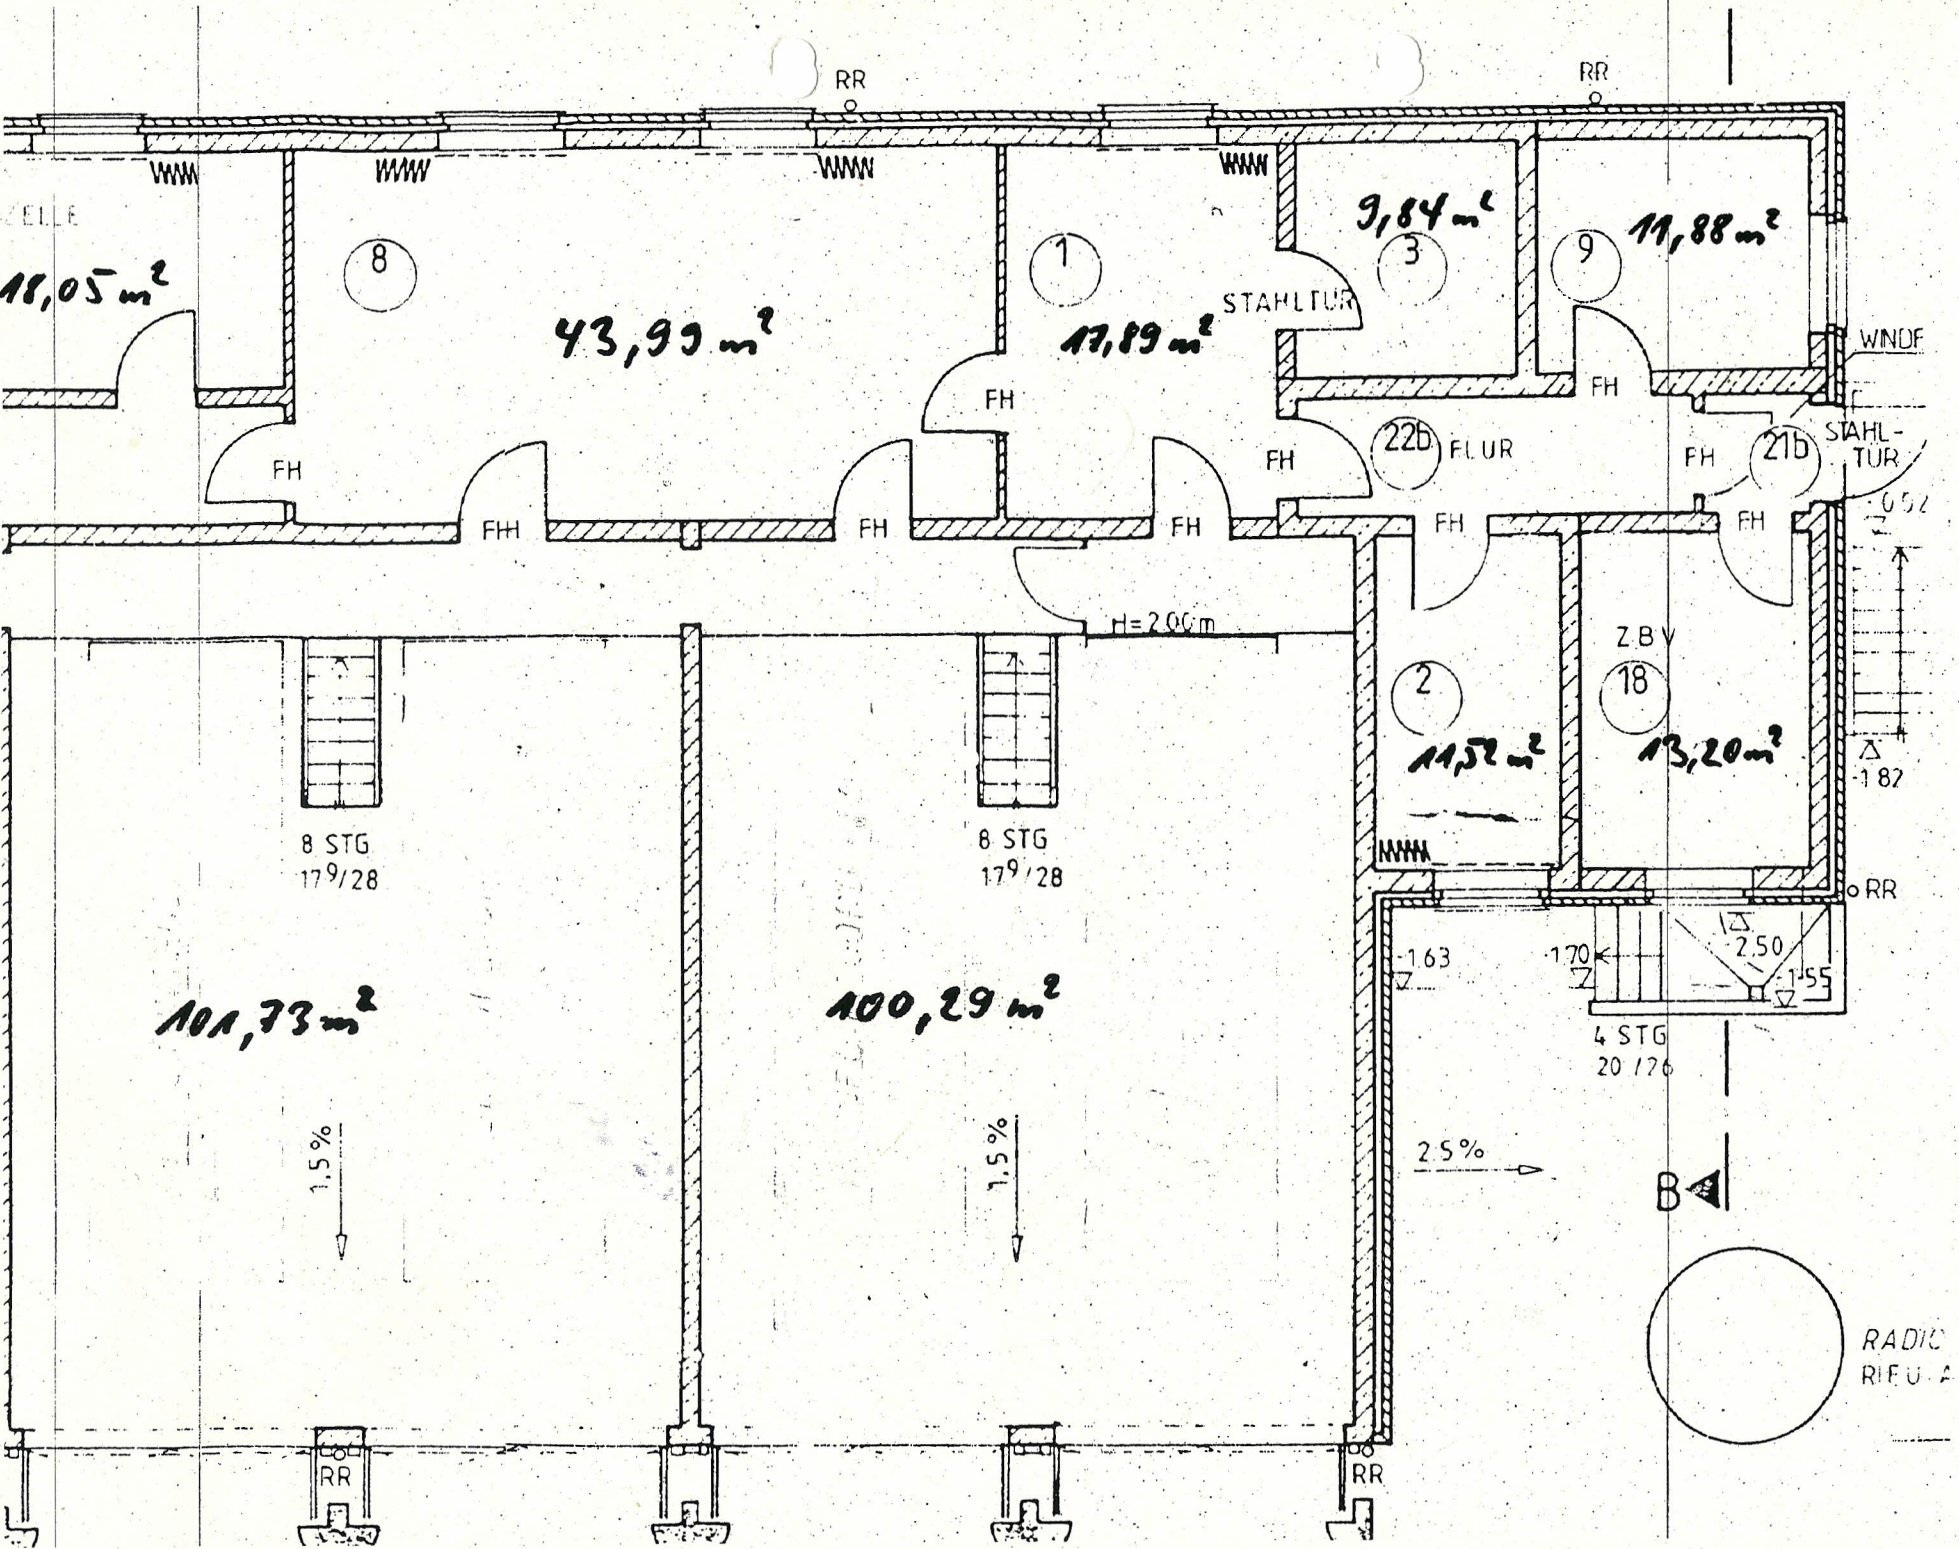 RR
RR
ZELLE
18,05 m²
8
43,99 m²
1
17,89 m²
STAHLTÜR
9,84 m²
3
9
11,88 m²
FH
FH
FH
FHH
FH
FH
FH
22b FLUR
FH
FH
FH
21b
STAHL-
TÜR
H=2.00m
2
11,52 m²
Z.B.V
18
13,20 m²
-1.82
8 STG
17⁹/28
8 STG
17⁹/28
RR
-1.63
-1.70
-2.50
-1.55
4 STG
20/26
101,73 m²
100,29 m²
1,5%
1,5%
2.5%
B
RR
RR